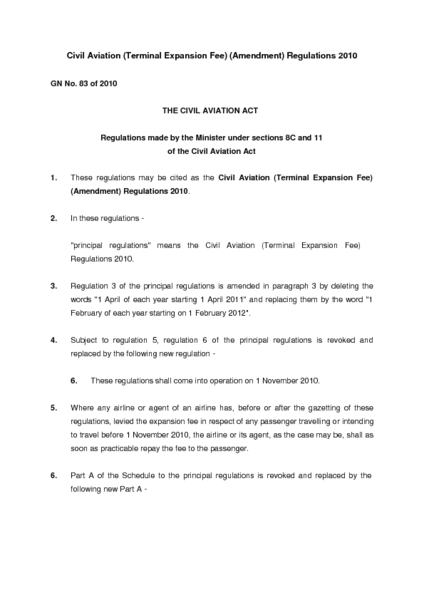 Civil Aviation (Terminal Expansion Fee) (Amendment) Regulations 2010
GN No. 83 of 2010
THE CIVIL AVIATION ACT
Regulations made by the Minister under sections 8C and 11
of the Civil Aviation Act
1. These regulations may be cited as the Civil Aviation (Terminal Expansion Fee)
(Amendment) Regulations 2010.
2. In these regulations -
"principal regulations" means the Civil Aviation (Terminal Expansion Fee)
Regulations 2010.
3. Regulation 3 of the principal regulations is amended in paragraph 3 by deleting the
words "1 April of each year starting 1 April 2011" and replacing them by the word "1
February of each year starting on 1 February 2012".
4. Subject to regulation 5, regulation 6 of the principal regulations is revoked and
replaced by the following new regulation -
6. These regulations shall come into operation on 1 November 2010.
5. Where any airline or agent of an airline has, before or after the gazetting of these
regulations, levied the expansion fee in respect of any passenger travelling or intending
to travel before 1 November 2010, the airline or its agent, as the case may be, shall as
soon as practicable repay the fee to the passenger.
6. Part A of the Schedule to the principal regulations is revoked and replaced by the
following new Part A -